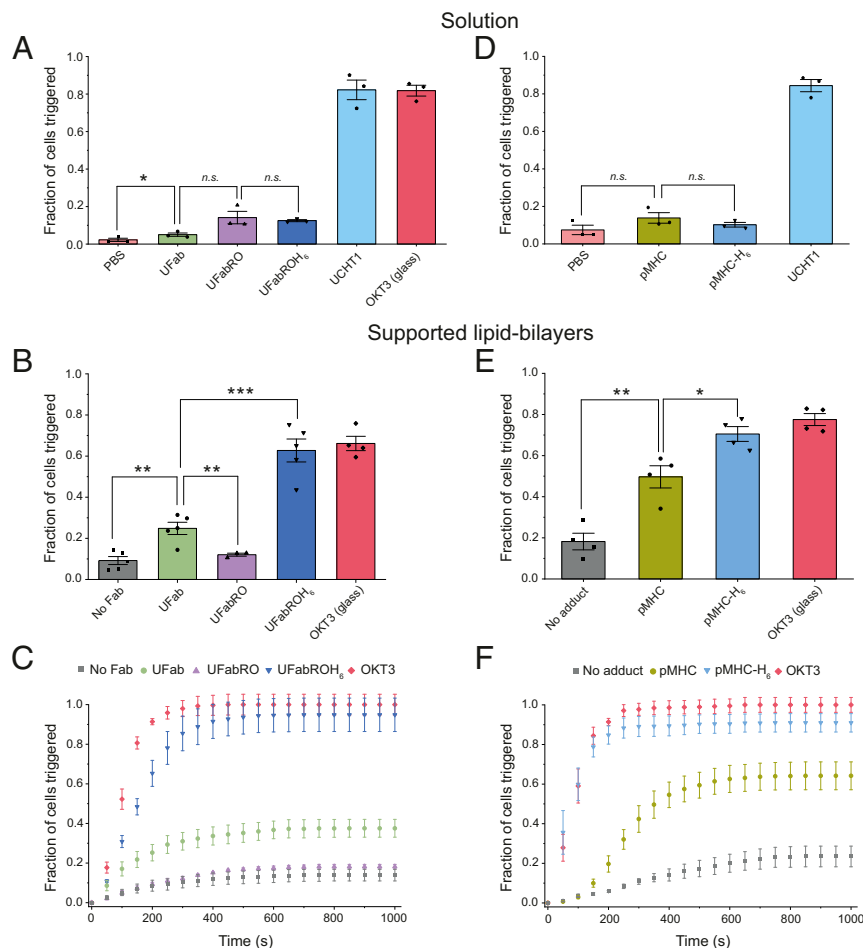 Solution
A
Fraction of cells triggered
1.0
0.8
0.6
0.4
0.2
0.0
*
n.s.
n.s.
PBS
UFab
UFabRO
UFabROH6
UCHT1
OKT3 (glass)
D
Fraction of cells triggered
1.0
0.8
0.6
0.4
0.2
0.0
n.s.
n.s.
PBS
pMHC
pMHC-H6
UCHT1
Supported lipid-bilayers
B
Fraction of cells triggered
1.0
0.8
0.6
0.4
0.2
0.0
***
**
**
No Fab
UFab
UFabRO
UFabROH6
OKT3 (glass)
E
Fraction of cells triggered
1.0
0.8
0.6
0.4
0.2
0.0
**
*
No adduct
pMHC
pMHC-H6
OKT3 (glass)
C
No Fab UFab UFabRO UFabROH6 OKT3
Fraction of cells triggered
1.0
0.8
0.6
0.4
0.2
0.0
0 200 400 600 800 1000
Time (s)
F
No adduct pMHC pMHC-H6 OKT3
Fraction of cells triggered
1.0
0.8
0.6
0.4
0.2
0.0
0 200 400 600 800 1000
Time (s)